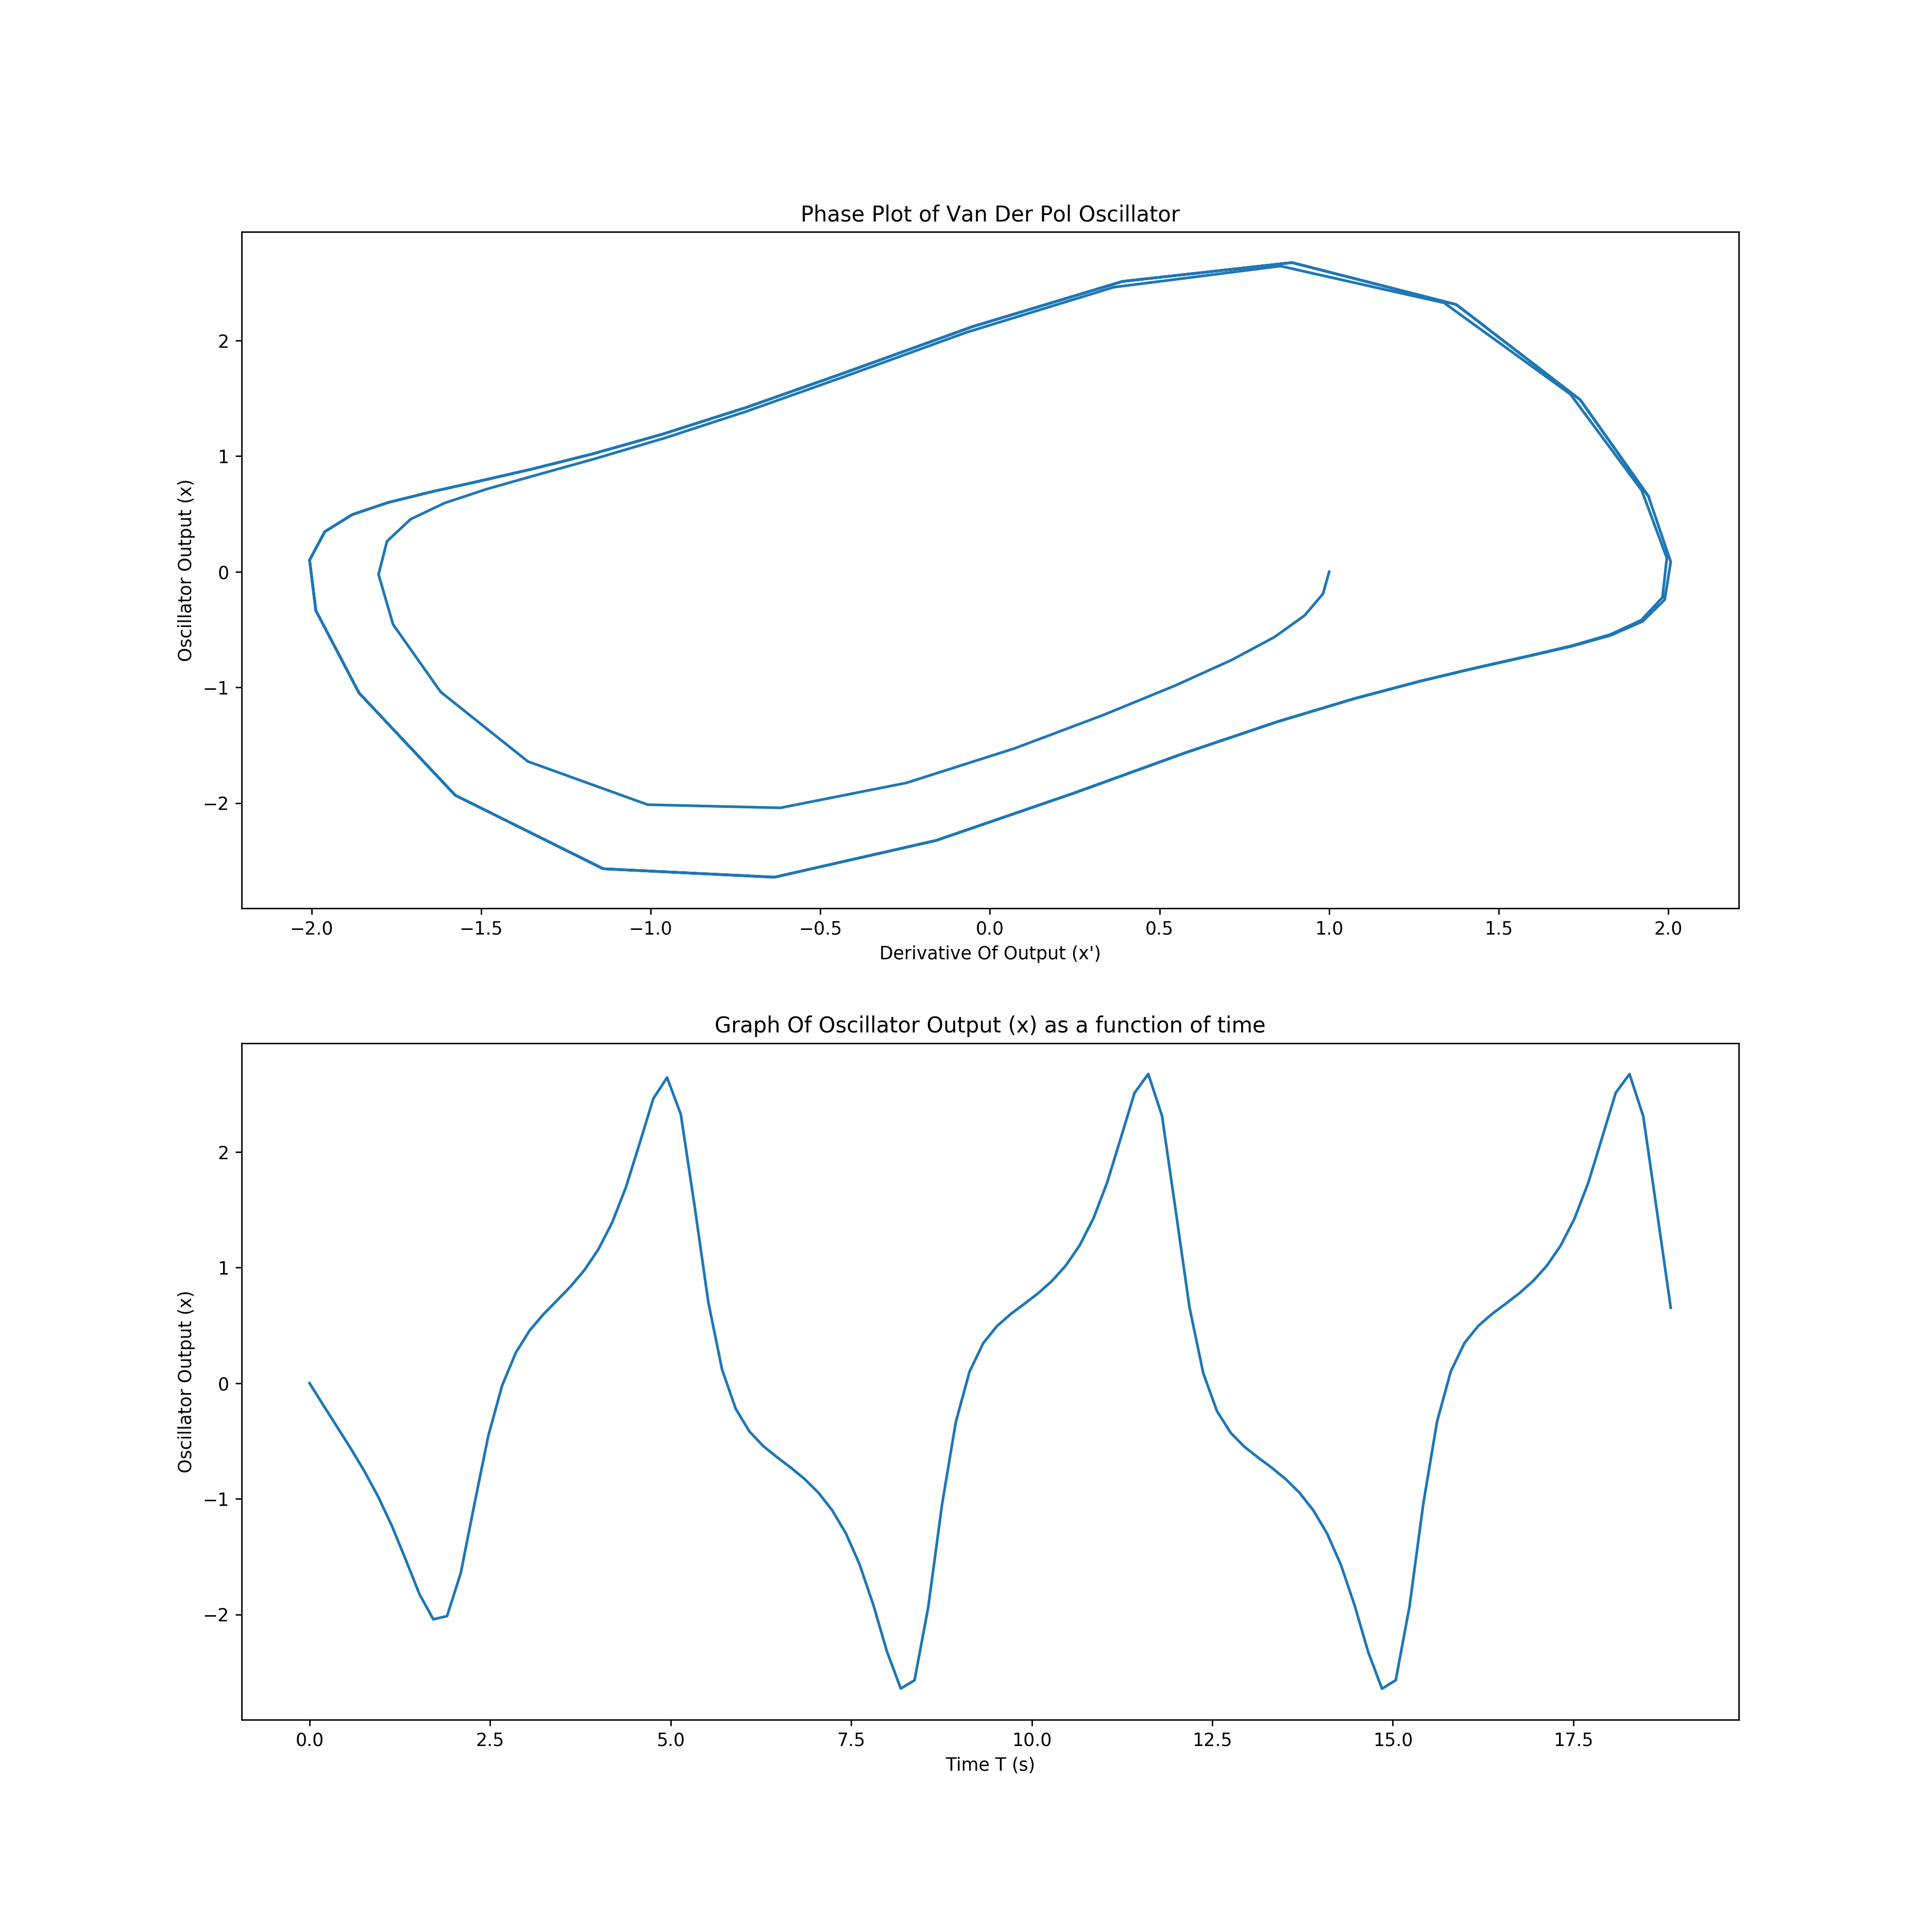 Phase Plot of Van Der Pol Oscillator
Oscillator Output (x)
2
1
0
−1
−2
−2.0 −1.5 −1.0 −0.5 0.0 0.5 1.0 1.5 2.0
Derivative Of Output (x')
Graph Of Oscillator Output (x) as a function of time
Oscillator Output (x)
2
1
0
−1
−2
0.0 2.5 5.0 7.5 10.0 12.5 15.0 17.5
Time T (s)